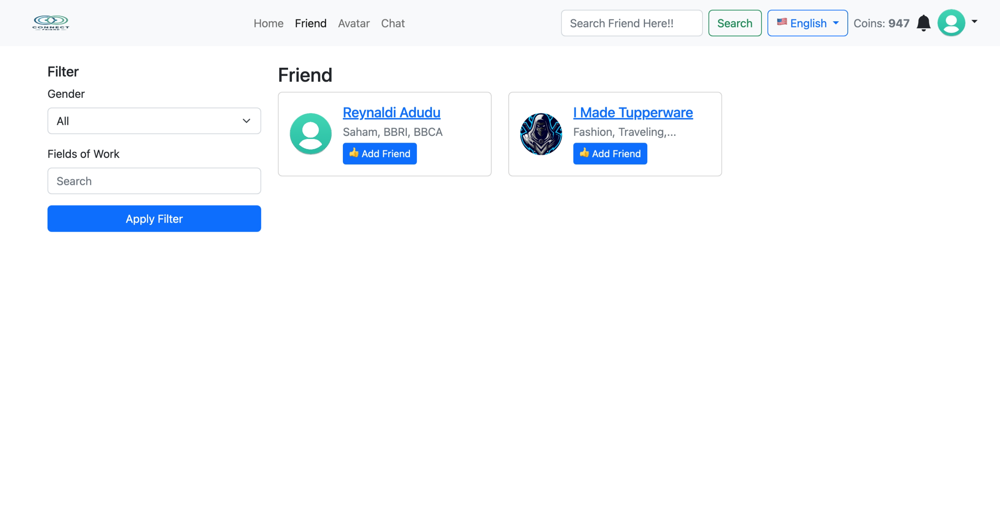 CONNECT
FRIEND
Home Friend Avatar Chat
Search Friend Here!! Search 🇺🇸 English Coins: 947
Filter
Gender
All
Fields of Work
Search
Apply Filter
Friend
Reynaldi Adudu
Saham, BBRI, BBCA
👍 Add Friend
I Made Tupperware
Fashion, Traveling,...
👍 Add Friend